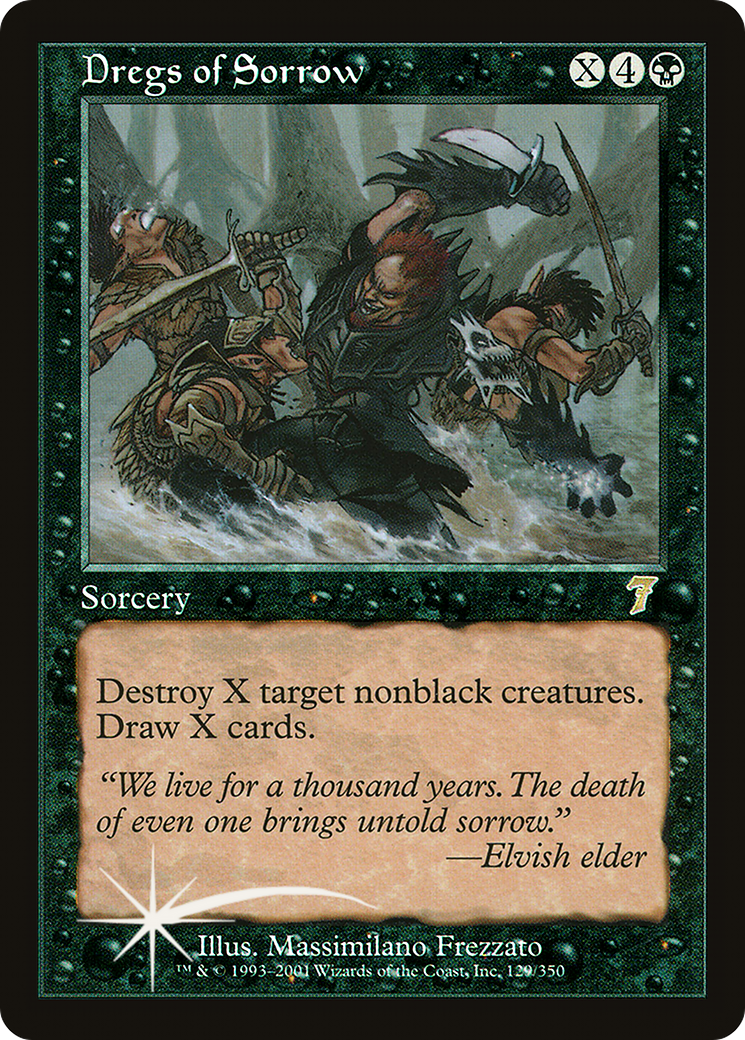 Dregs of Sorrow X4
Sorcery 7
Destroy X target nonblack creatures.
Draw X cards.
“We live for a thousand years. The death
of even one brings untold sorrow.”
—Elvish elder
Illus. Massimilano Frezzato
™ & © 1993–2001 Wizards of the Coast, Inc. 129/350